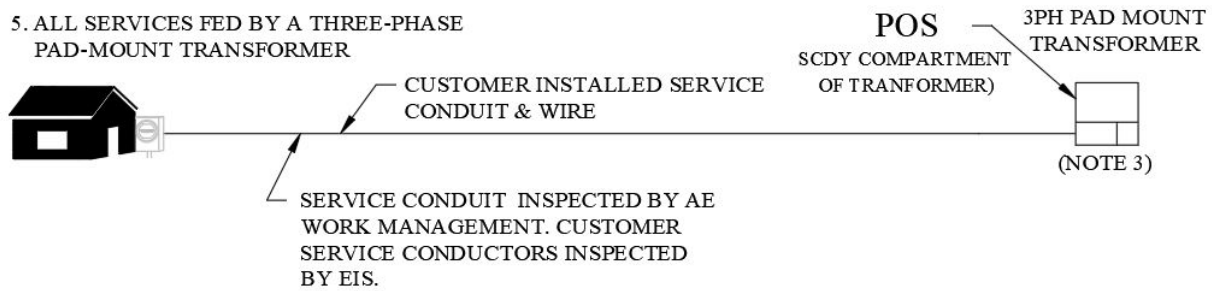 5. ALL SERVICES FED BY A THREE-PHASE
PAD-MOUNT TRANSFORMER
POS
SCDY COMPARTMENT
OF TRANFORMER)
3PH PAD MOUNT
TRANSFORMER
CUSTOMER INSTALLED SERVICE
CONDUIT & WIRE
(NOTE 3)
SERVICE CONDUIT INSPECTED BY AE
WORK MANAGEMENT. CUSTOMER
SERVICE CONDUCTORS INSPECTED
BY EIS.